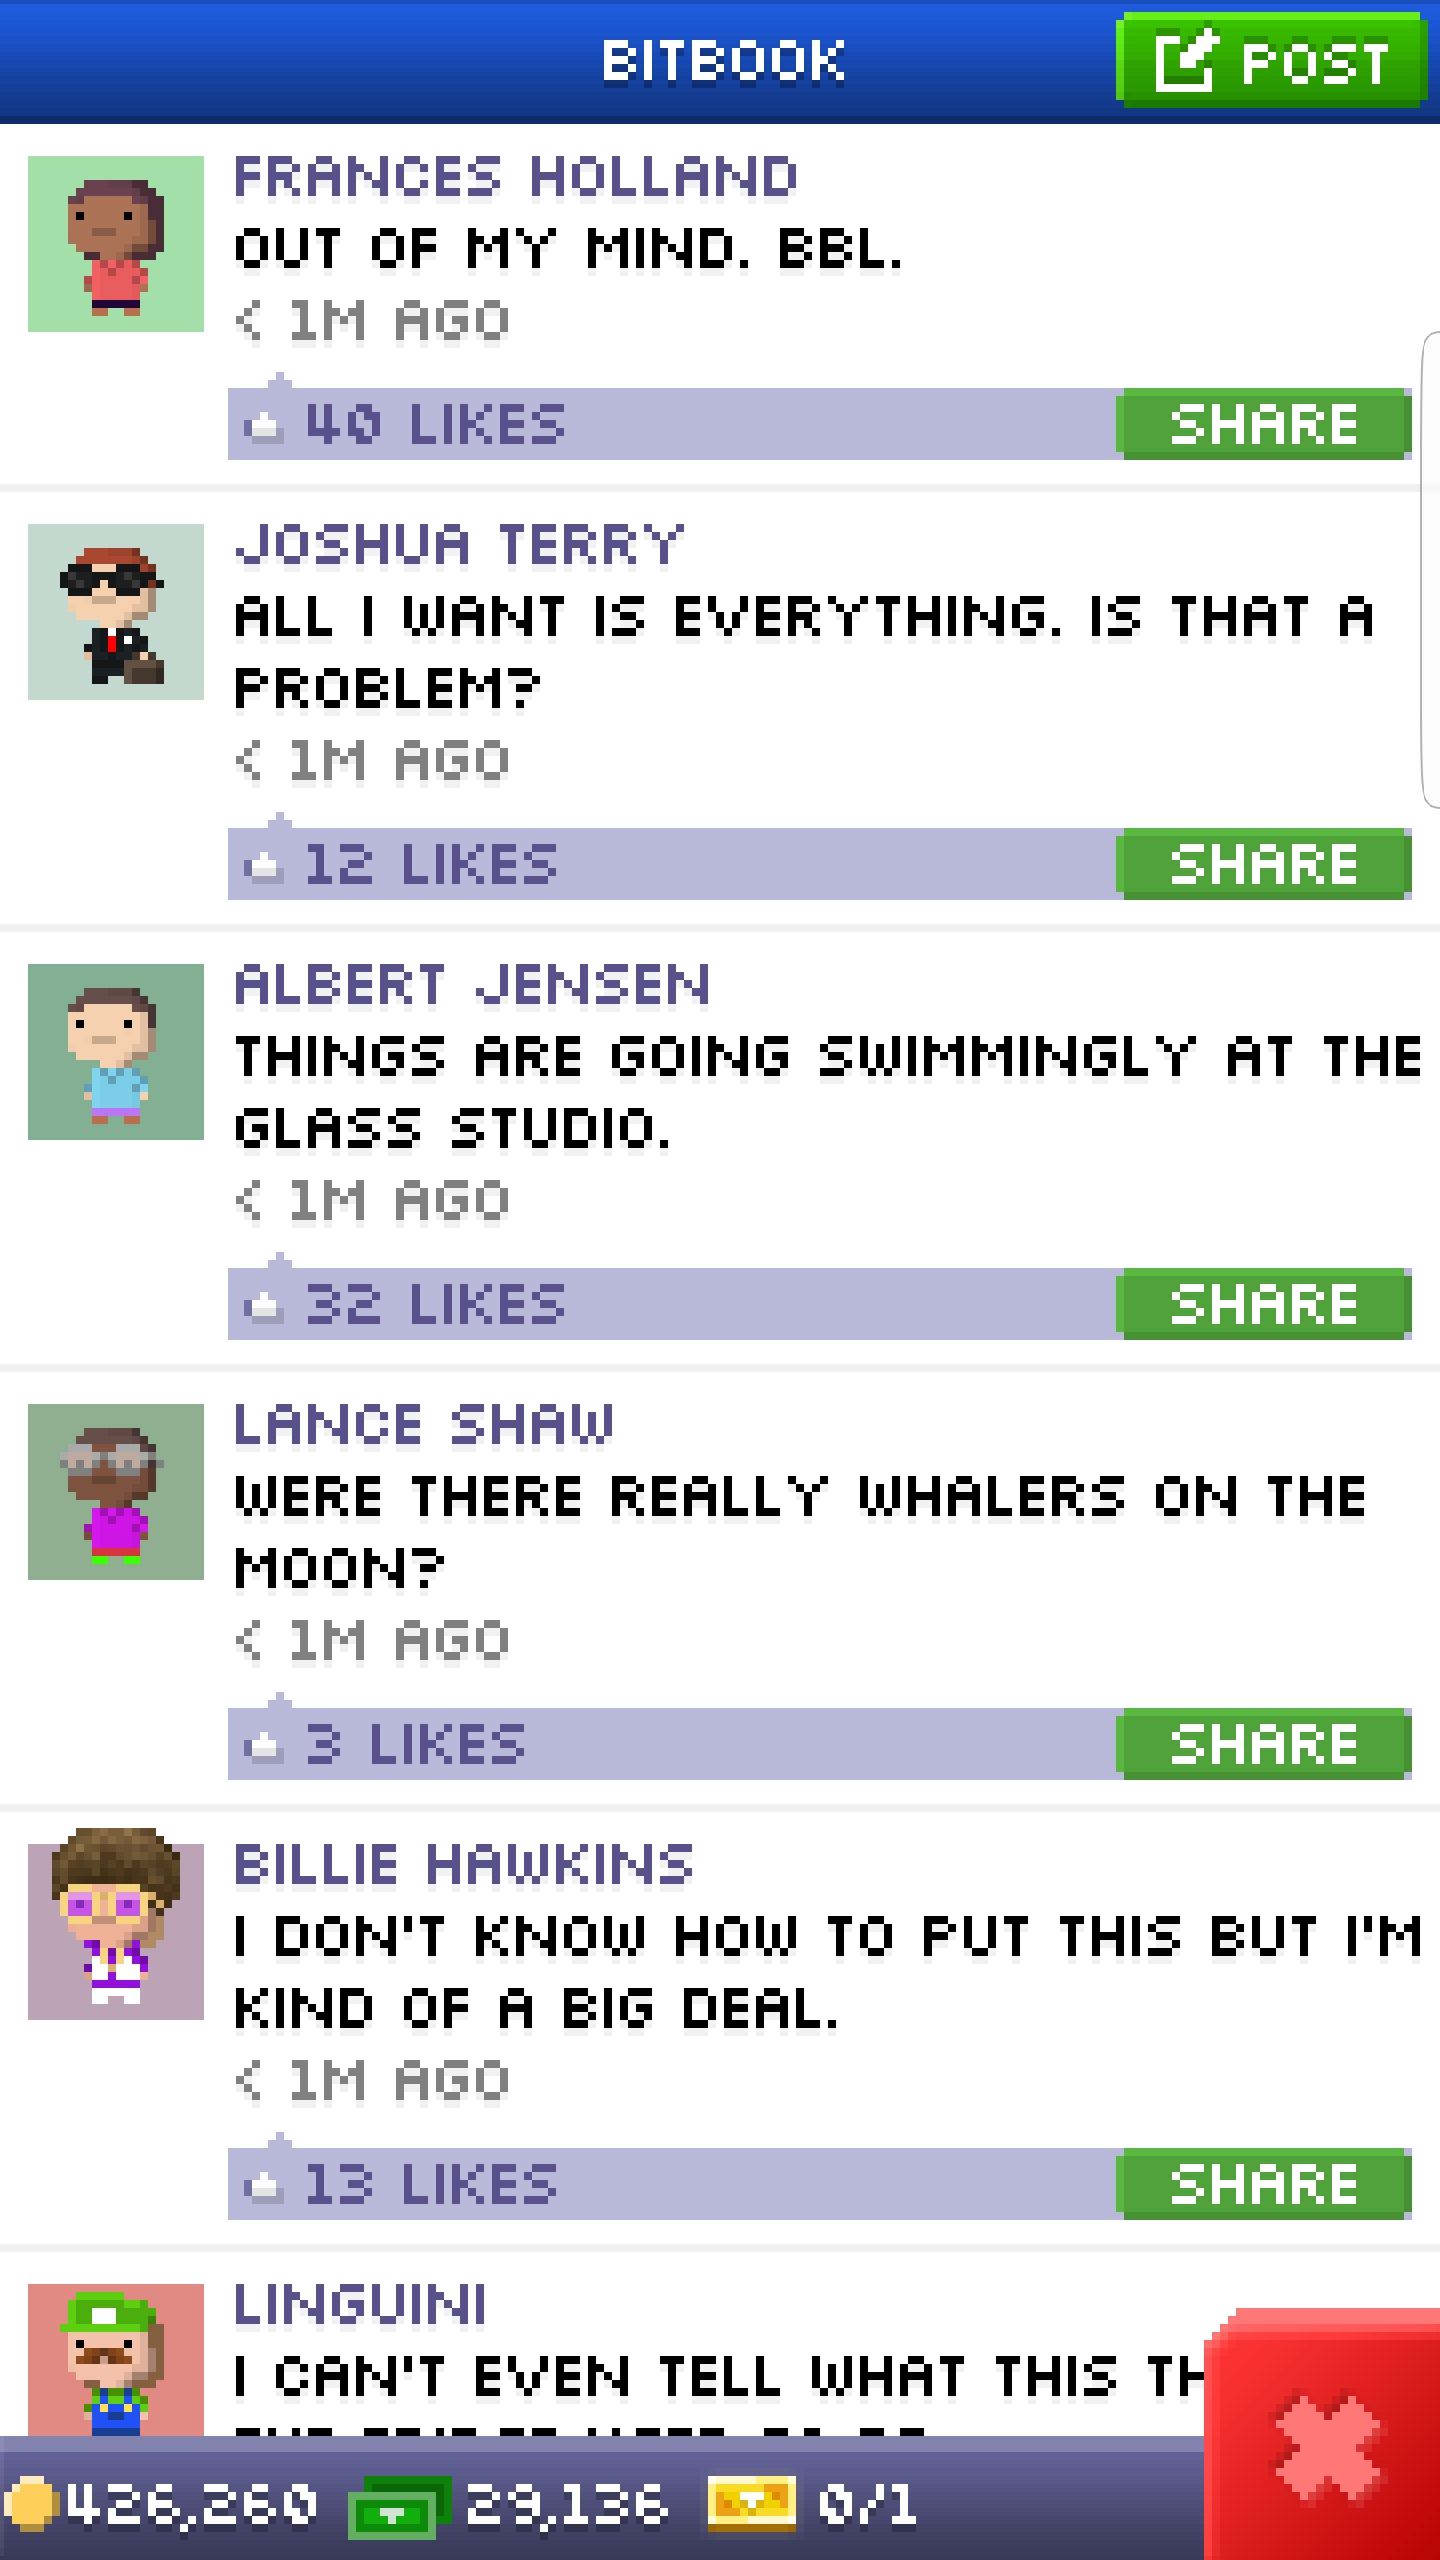 BITBOOK
POST
FRANCES HOLLAND
OUT OF MY MIND. BBL.
< 1M AGO
40 LIKES
SHARE
JOSHUA TERRY
ALL I WANT IS EVERYTHING. IS THAT A
PROBLEM?
< 1M AGO
12 LIKES
SHARE
ALBERT JENSEN
THINGS ARE GOING SWIMMINGLY AT THE
GLASS STUDIO.
< 1M AGO
32 LIKES
SHARE
LANCE SHAW
WERE THERE REALLY WHALERS ON THE
MOON?
< 1M AGO
3 LIKES
SHARE
BILLIE HAWKINS
I DON'T KNOW HOW TO PUT THIS BUT I'M
KIND OF A BIG DEAL.
< 1M AGO
13 LIKES
SHARE
LINGUINI
I CAN'T EVEN TELL WHAT THIS
426,260
29,136
0/1